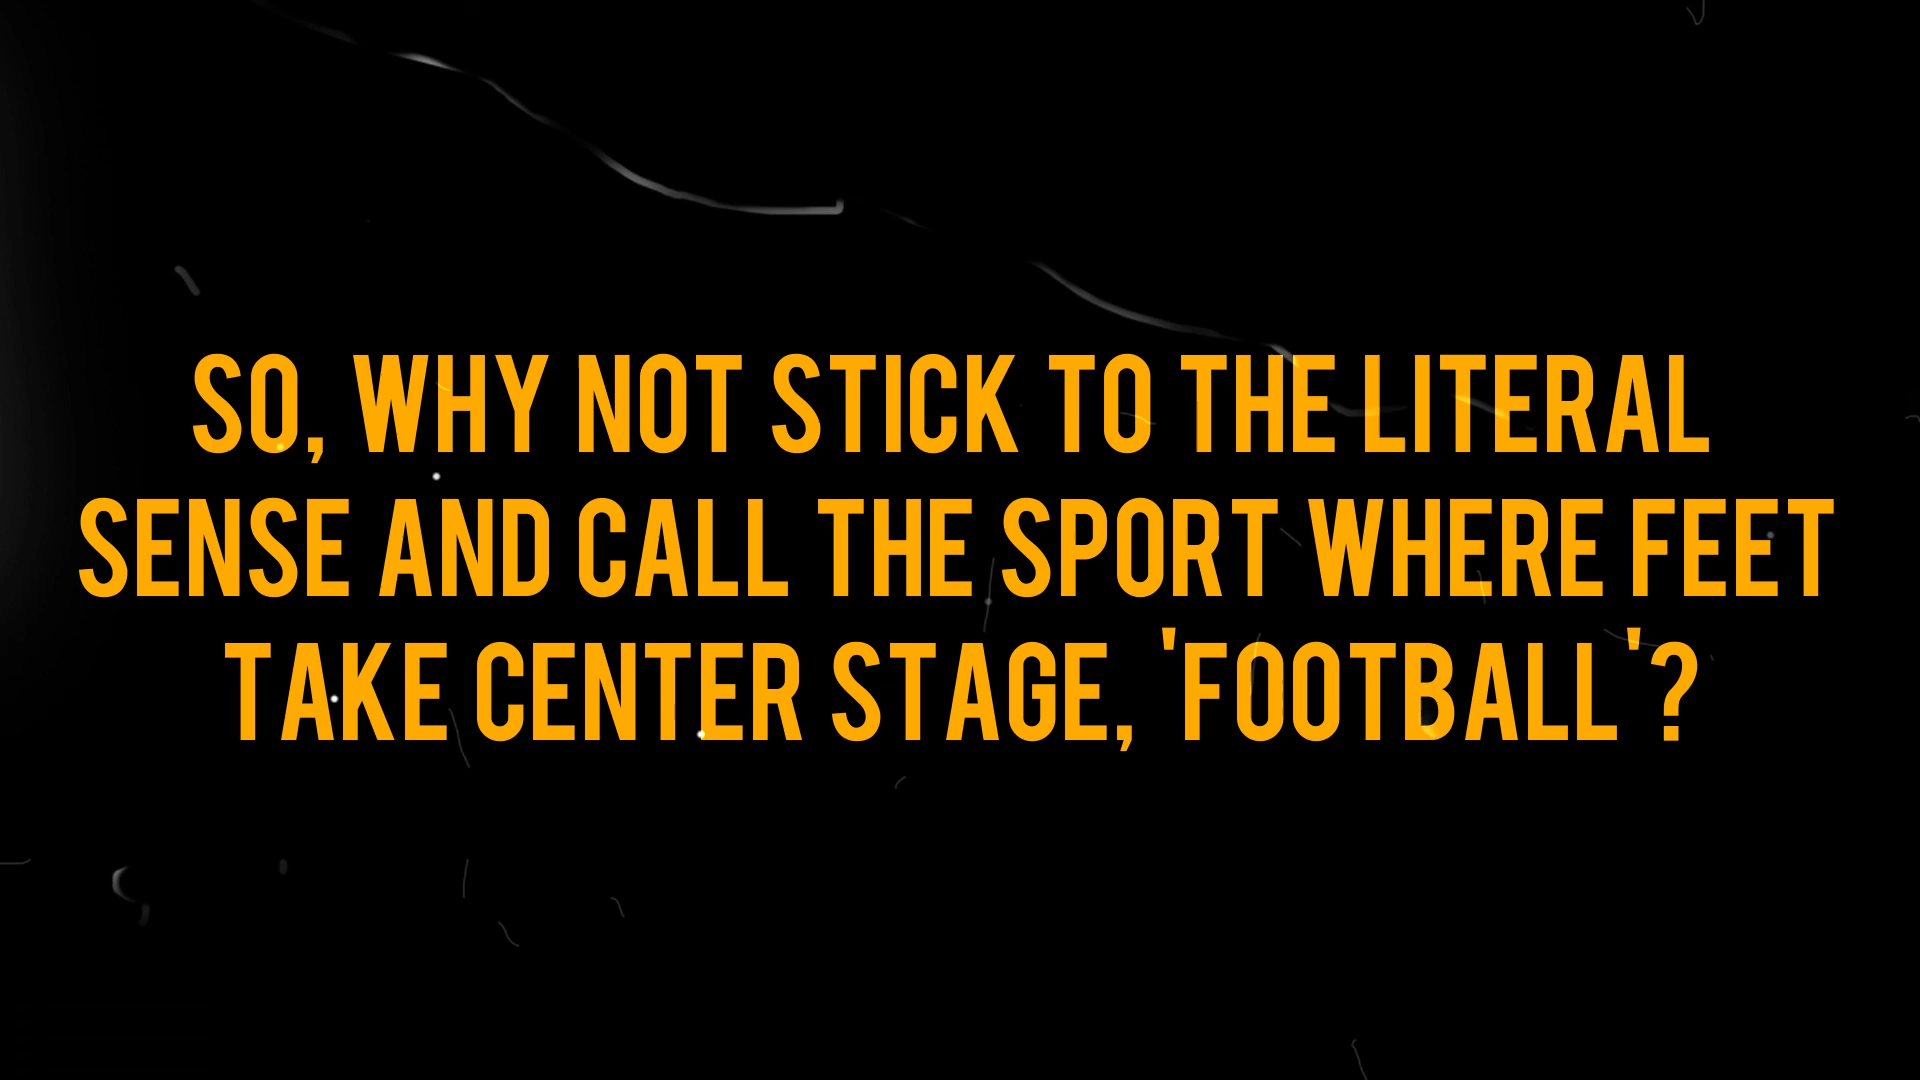 SO, WHY NOT STICK TO THE LITERAL
SENSE AND CALL THE SPORT WHERE FEET
TAKE CENTER STAGE, 'FOOTBALL'?